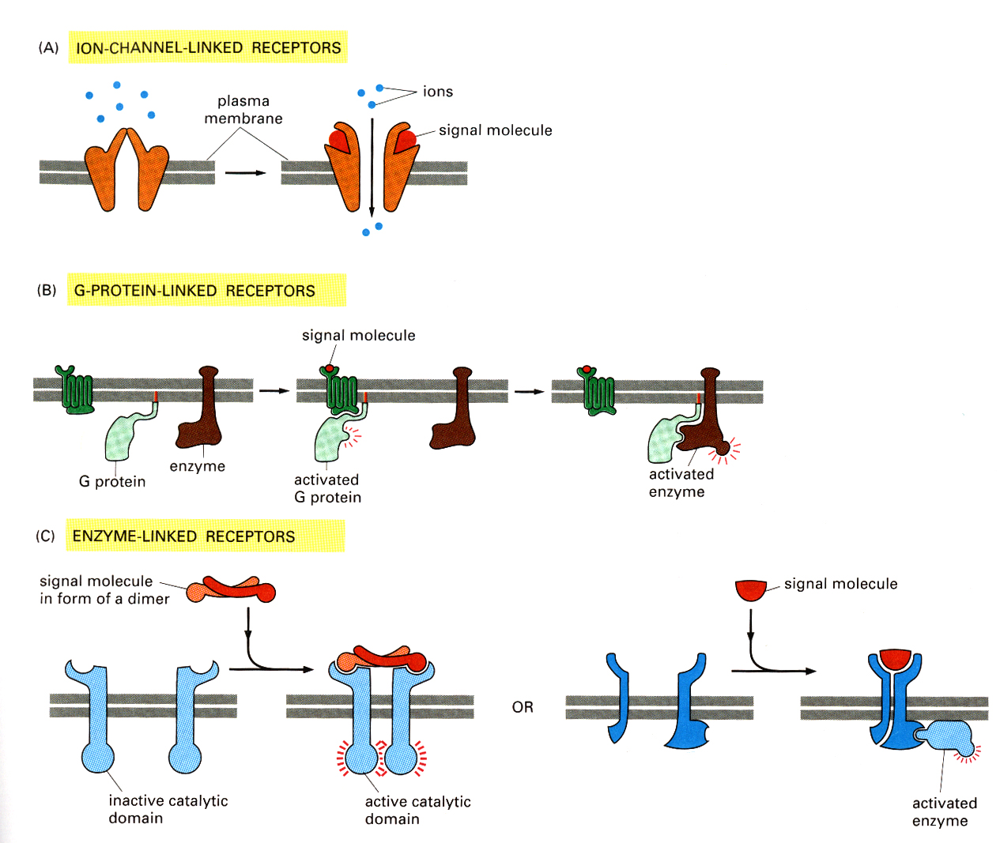 (A) ION-CHANNEL-LINKED RECEPTORS
plasma
membrane
ions
signal molecule
(B) G-PROTEIN-LINKED RECEPTORS
signal molecule
G protein
enzyme
activated
G protein
activated
enzyme
(C) ENZYME-LINKED RECEPTORS
signal molecule
in form of a dimer
signal molecule
OR
inactive catalytic
domain
active catalytic
domain
activated
enzyme